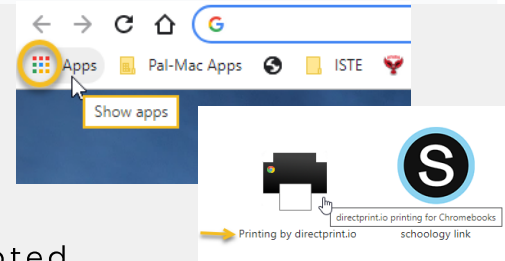 G
Apps Pal-Mac Apps ISTE
Show apps
S
directprint.io printing for Chromebooks
Printing by directprint.io schoology link